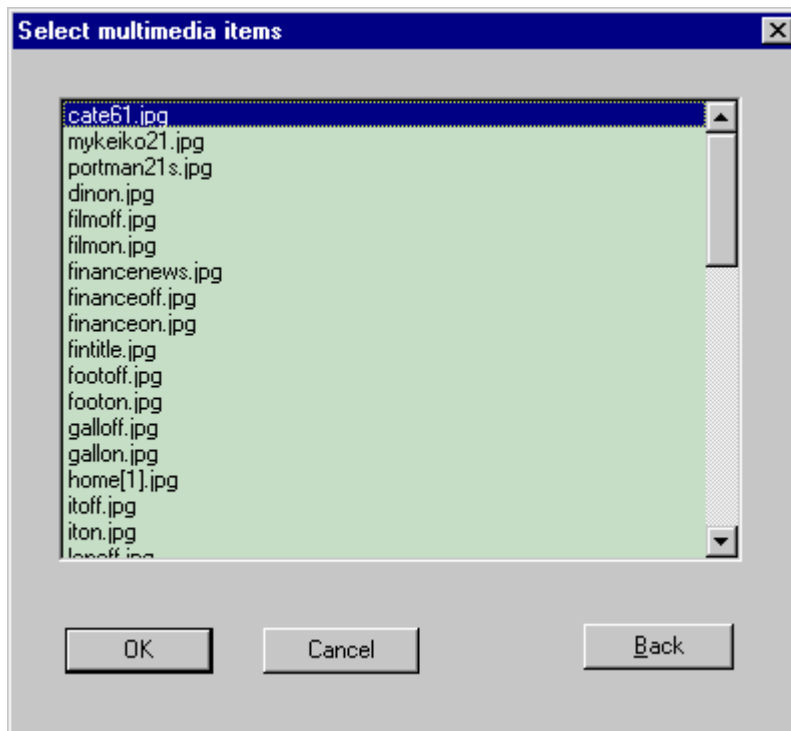 Select multimedia items
cate61.jpg
mykeiko21.jpg
portman21s.jpg
dinon.jpg
filmoff.jpg
filmon.jpg
financenews.jpg
financeoff.jpg
financeon.jpg
fintitle.jpg
footoff.jpg
footon.jpg
galloff.jpg
gallon.jpg
home[1].jpg
itoff.jpg
iton.jpg
OK
Cancel
Back